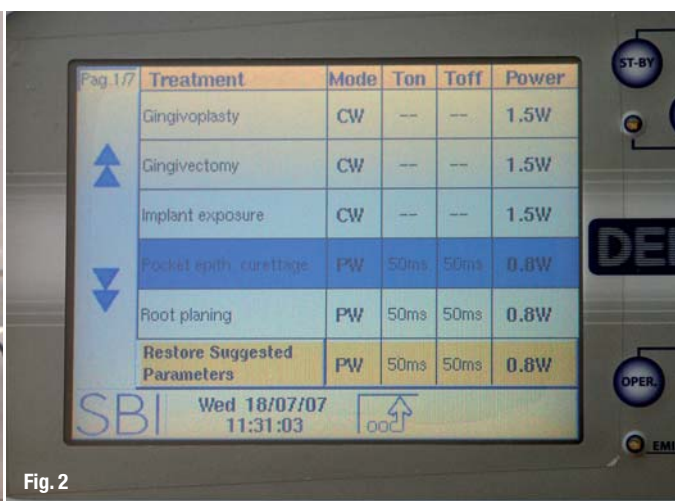 Pag.1/7 Treatment Mode Ton Toff Power
Gingivoplasty CW -- -- 1.5W
Gingivectomy CW -- -- 1.5W
Implant exposure CW -- -- 1.5W
Pocket epith. curettage PW 50ms 50ms 0.8W
Root planing PW 50ms 50ms 0.8W
Restore Suggested
Parameters PW 50ms 50ms 0.8W
SBI Wed 18/07/07
11:31:03
ST-BY
DE
OPER.
EMI
Fig. 2